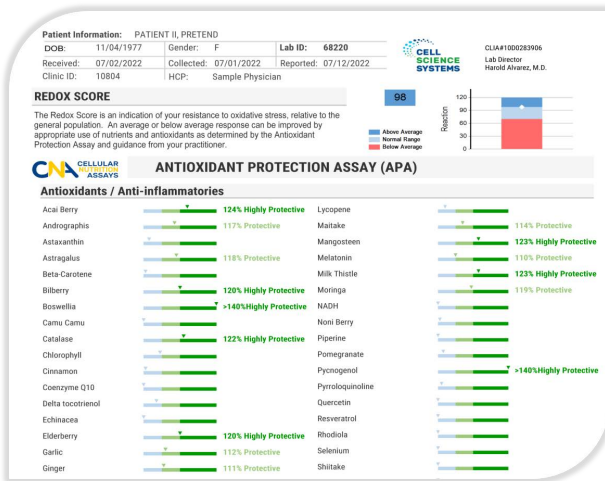 Patient Information: PATIENT II, PRETEND
DOB: 11/04/1977 Gender: F Lab ID: 68220
Received: 07/02/2022 Collected: 07/01/2022 Reported: 07/12/2022
Clinic ID: 10804 HCP: Sample Physician
CELL SCIENCE SYSTEMS
CLIA#10D0283906
Lab Director
Harold Alvarez, M.D.
REDOX SCORE
The Redox Score is an indication of your resistance to oxidative stress, relative to the
general population. An average or below average response can be improved by
appropriate use of nutrients and antioxidants as determined by the Antioxidant
Protection Assay and guidance from your practitioner.
98
Above Average
Normal Range
Below Average
Reaction
120
90
60
30
0
CNA CELLULAR NUTRITION ASSAYS
ANTIOXIDANT PROTECTION ASSAY (APA)
Antioxidants / Anti-inflammatories
Acai Berry 124% Highly Protective
Andrographis 117% Protective
Astaxanthin
Astragalus 118% Protective
Beta-Carotene
Bilberry 120% Highly Protective
Boswellia >140%Highly Protective
Camu Camu
Catalase 122% Highly Protective
Chlorophyll
Cinnamon
Coenzyme Q10
Delta tocotrienol
Echinacea
Elderberry 120% Highly Protective
Garlic 112% Protective
Ginger 111% Protective
Lycopene
Maitake 114% Protective
Mangosteen 123% Highly Protective
Melatonin 110% Protective
Milk Thistle 123% Highly Protective
Moringa 119% Protective
NADH
Noni Berry
Piperine
Pomegranate
Pycnogenol >140%Highly Protective
Pyrroloquinoline
Quercetin
Resveratrol
Rhodiola
Selenium
Shiitake